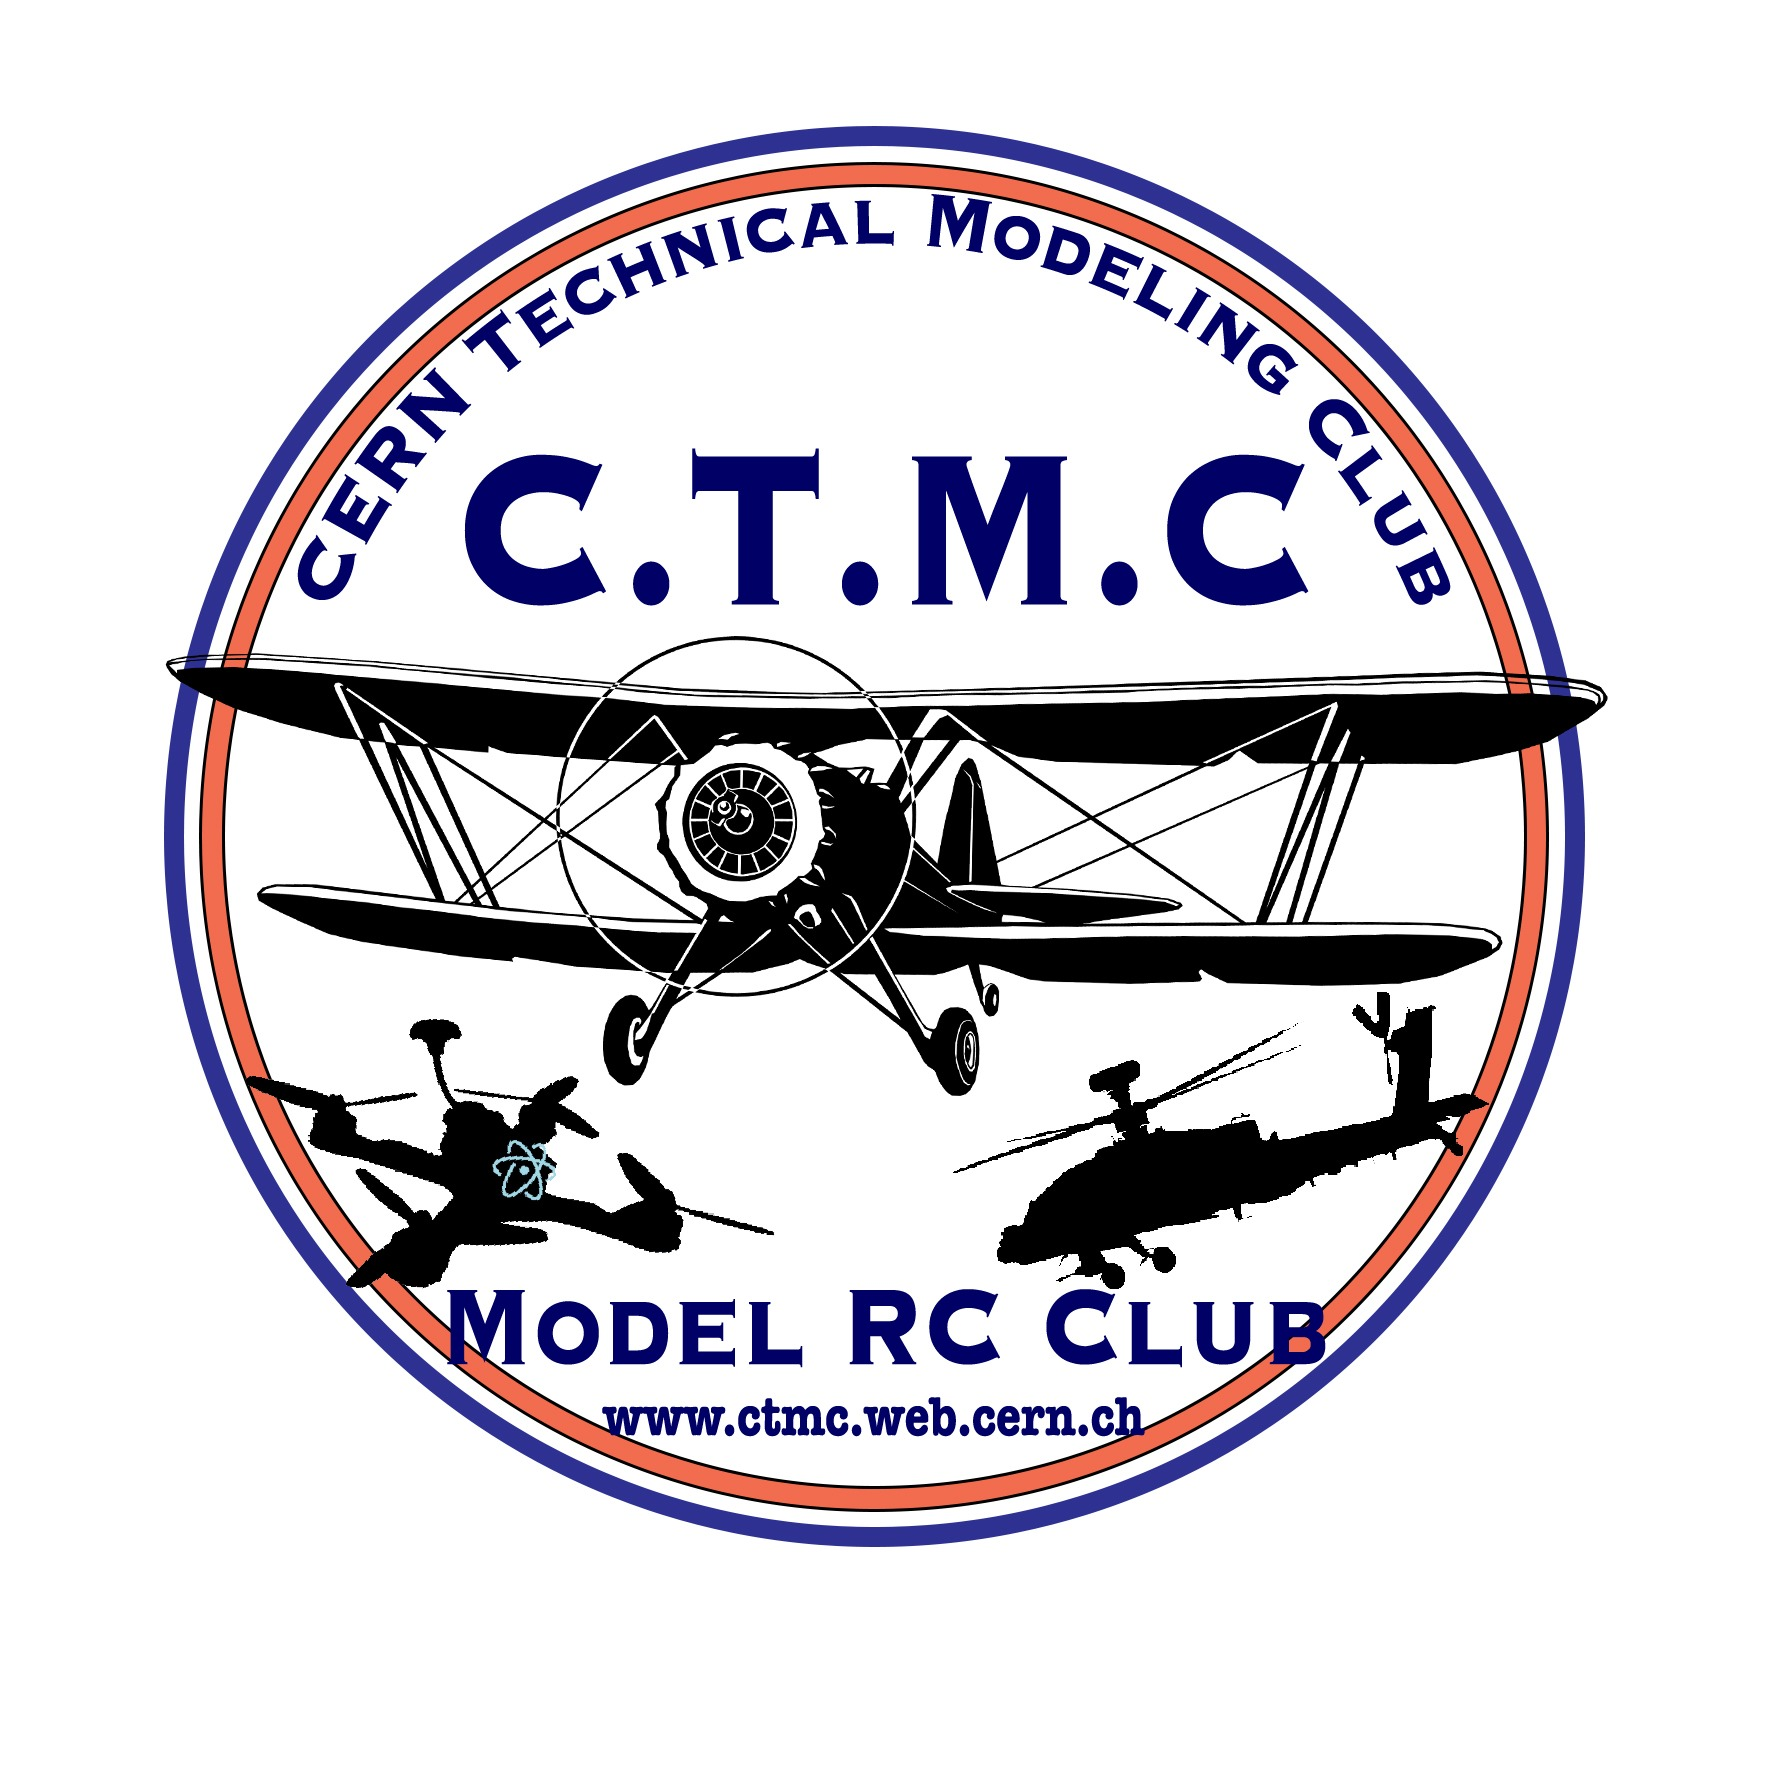 CERN TECHNICAL MODELING CLUB
C.T.M.C
MODEL RC CLUB
www.ctmc.web.cern.ch